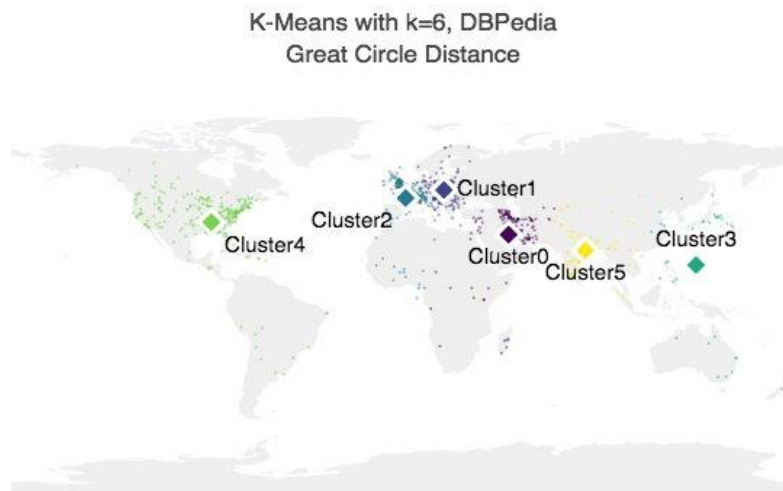 K-Means with k=6, DBPedia
Great Circle Distance
Cluster1
Cluster2
Cluster4
Cluster3
Cluster0
Cluster5